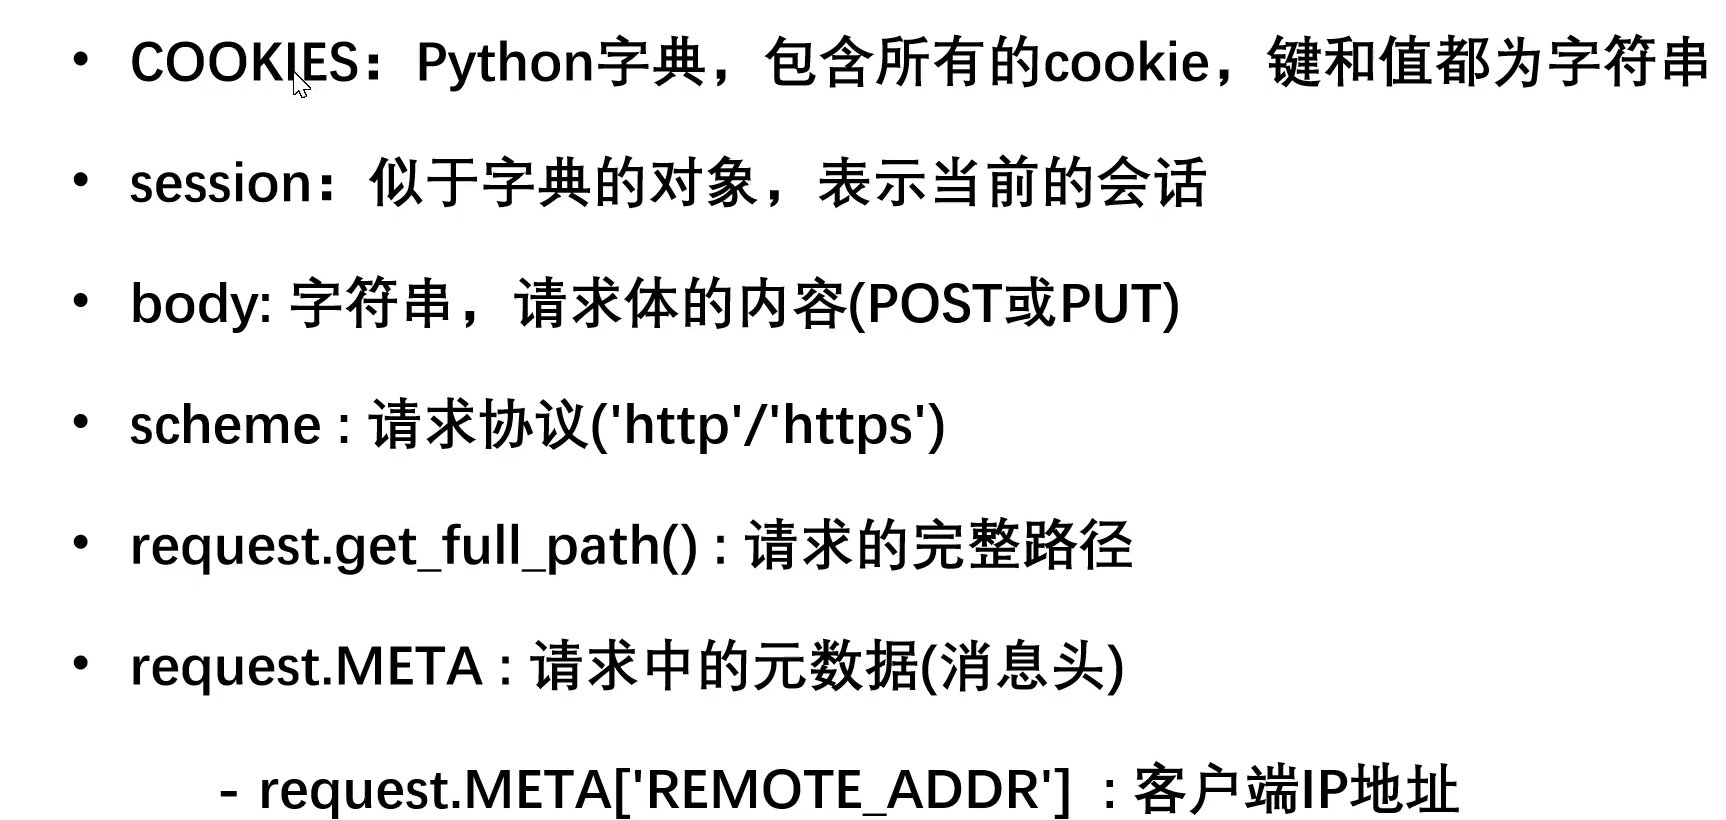 • COOKIES：Python字典，包含所有的cookie，键和值都为字符串
• session：似于字典的对象，表示当前的会话
• body: 字符串，请求体的内容(POST或PUT)
• scheme : 请求协议('http'/'https')
• request.get_full_path() : 请求的完整路径
• request.META : 请求中的元数据(消息头)
- request.META['REMOTE_ADDR'] : 客户端IP地址